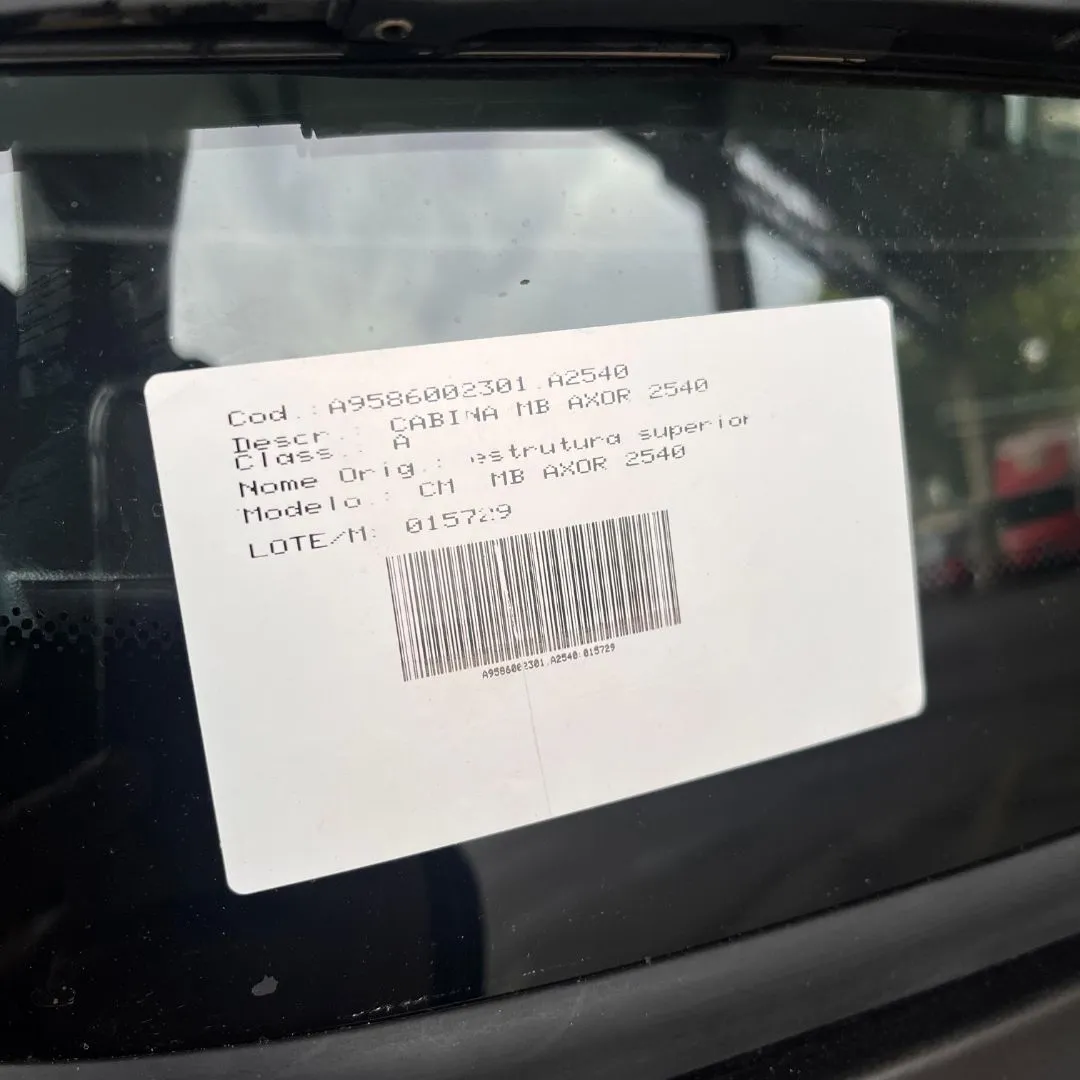 Cod.: A9586002301.A2540
Descr.: CABINA MB AXOR 2540
Class.: A
Nome Orig.: estrutura superior
Modelo.: CM MB AXOR 2540
LOTE/M: 015729
A9586002301.A2540:015729